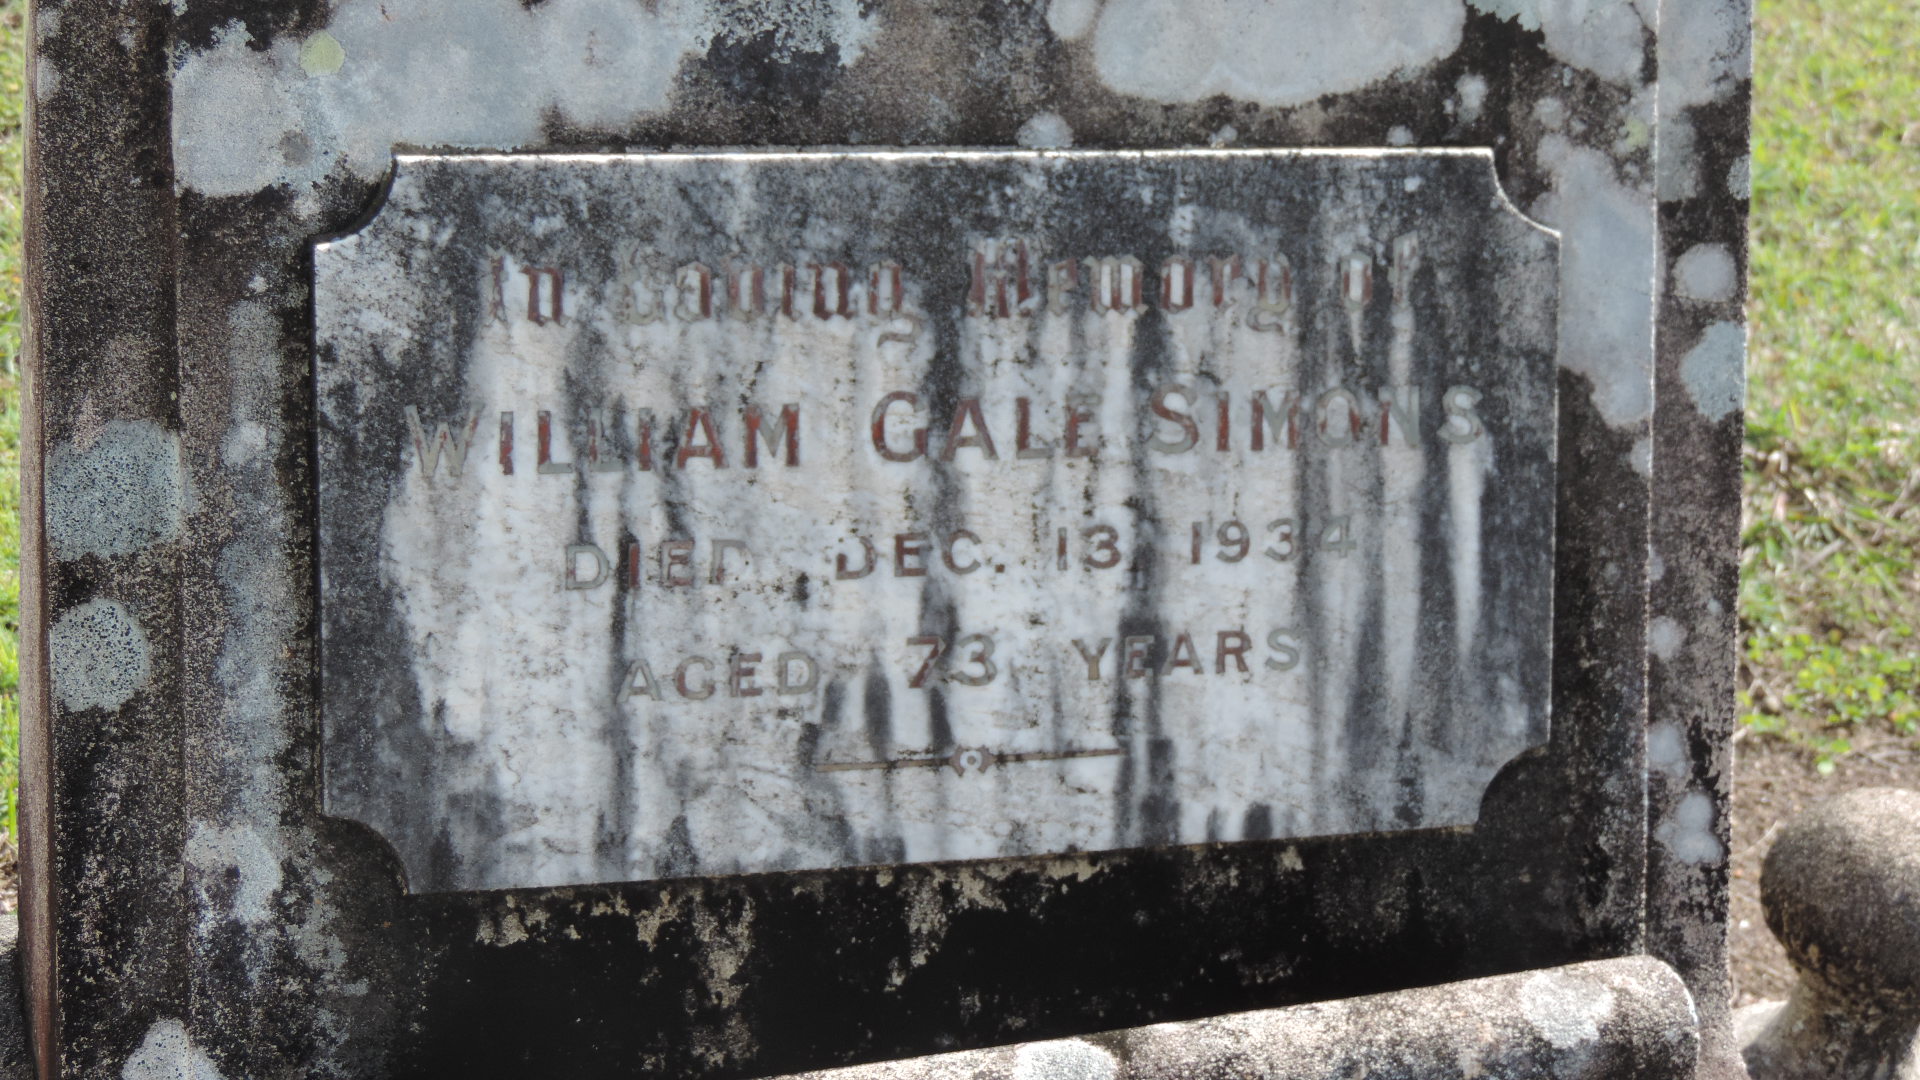 In Loving Memory of
WILLIAM GALE SIMONS
DIED DEC. 13, 1934
AGED 73 YEARS